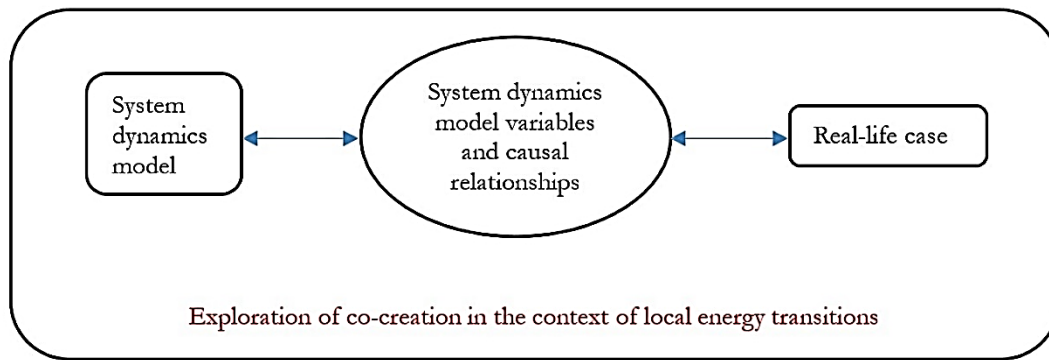 System
dynamics
model
System dynamics
model variables
and causal
relationships
Real-life case
Exploration of co-creation in the context of local energy transitions